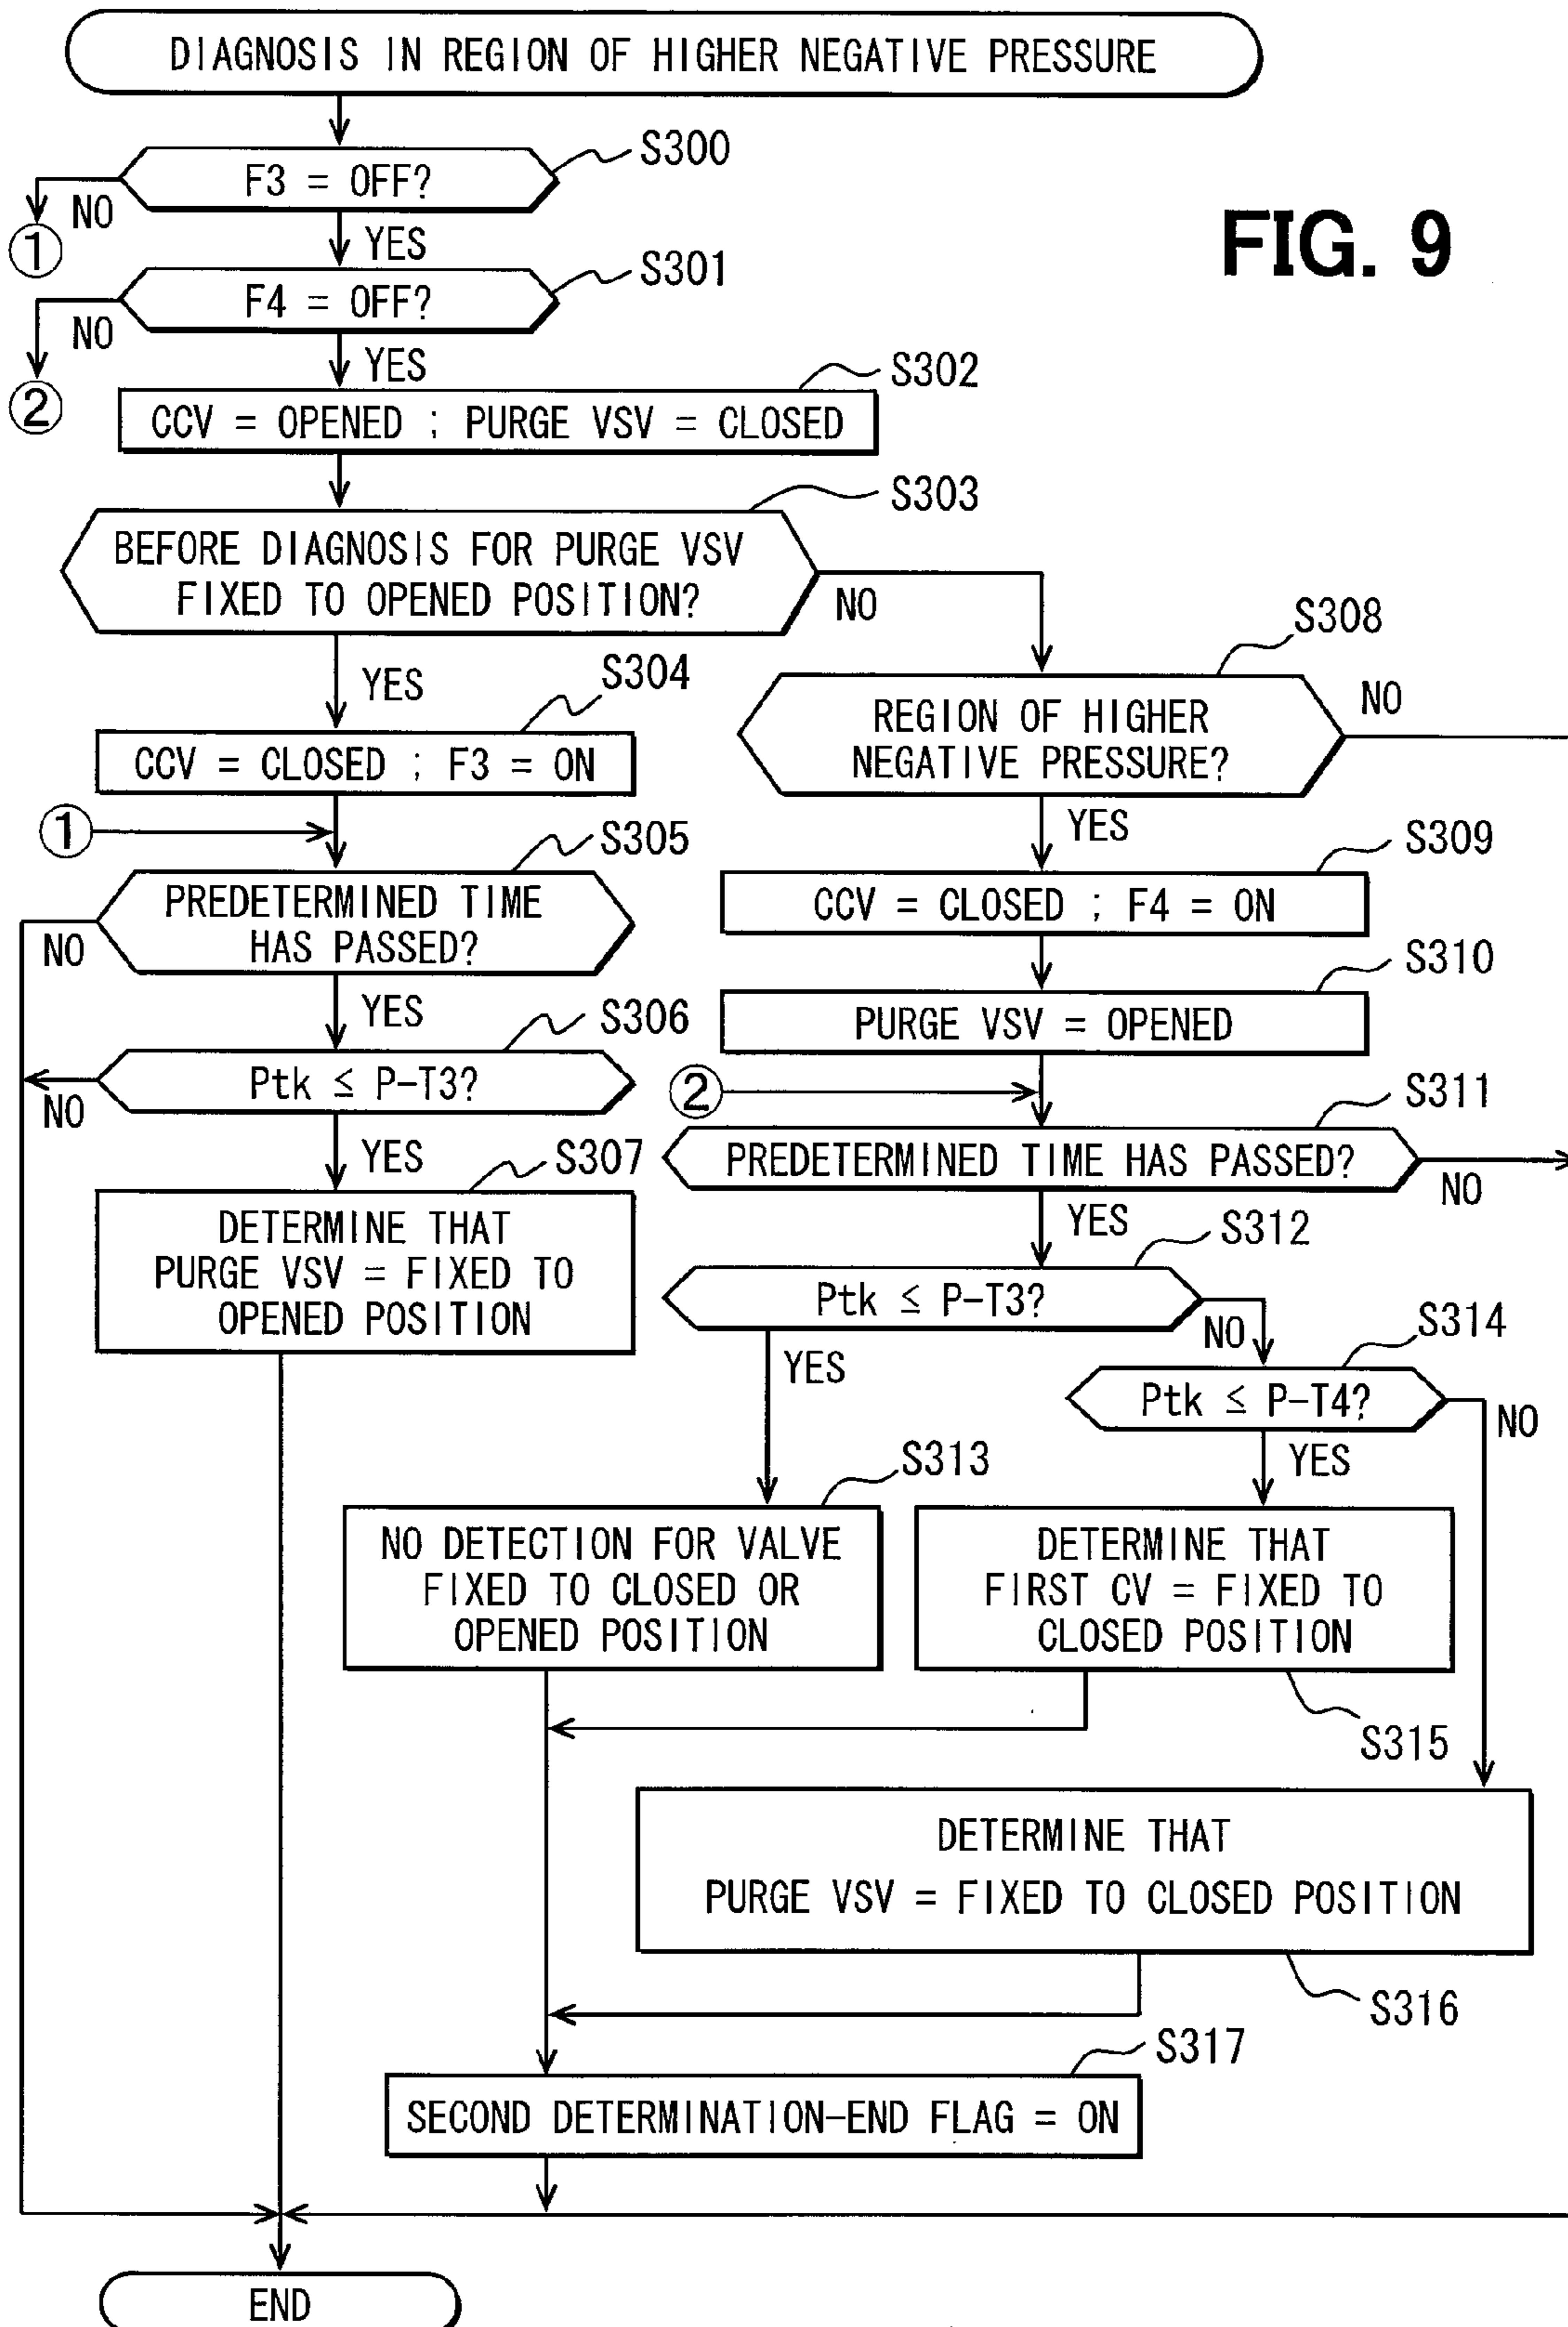 DIAGNOSIS IN REGION OF HIGHER NEGATIVE PRESSURE
FIG. 9
S300
F3 = OFF?
NO
①
YES
S301
F4 = OFF?
NO
②
YES
S302
CCV = OPENED ; PURGE VSV = CLOSED
S303
BEFORE DIAGNOSIS FOR PURGE VSV
FIXED TO OPENED POSITION?
NO
YES
S304
CCV = CLOSED ; F3 = ON
①
S305
PREDETERMINED TIME
HAS PASSED?
NO
YES
S306
Ptk ≤ P-T3?
NO
YES
S307
DETERMINE THAT
PURGE VSV = FIXED TO
OPENED POSITION
S308
REGION OF HIGHER
NEGATIVE PRESSURE?
NO
YES
S309
CCV = CLOSED ; F4 = ON
S310
PURGE VSV = OPENED
②
S311
PREDETERMINED TIME HAS PASSED?
NO
YES
S312
Ptk ≤ P-T3?
NO
YES
S314
Ptk ≤ P-T4?
NO
YES
S313
NO DETECTION FOR VALVE
FIXED TO CLOSED OR
OPENED POSITION
DETERMINE THAT
FIRST CV = FIXED TO
CLOSED POSITION
S315
DETERMINE THAT
PURGE VSV = FIXED TO CLOSED POSITION
S316
S317
SECOND DETERMINATION-END FLAG = ON
END